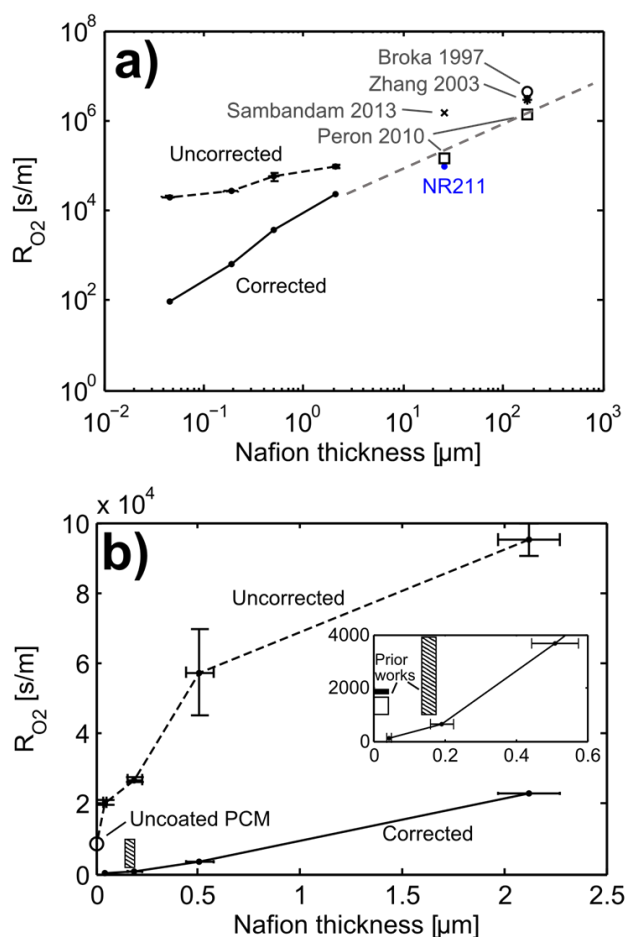 a)
10^8
10^6
10^4
10^2
10^0
R_O2 [s/m]
Broka 1997
Zhang 2003
Sambandam 2013
Peron 2010
Uncorrected
NR211
Corrected
10^-2 10^-1 10^0 10^1 10^2 10^3
Nafion thickness [µm]
x 10^4
b)
10
8
6
4
2
0
R_O2 [s/m]
Uncorrected
4000
2000
0
Prior
works
0 0.2 0.4 0.6
Uncoated PCM
Corrected
0 0.5 1 1.5 2 2.5
Nafion thickness [µm]